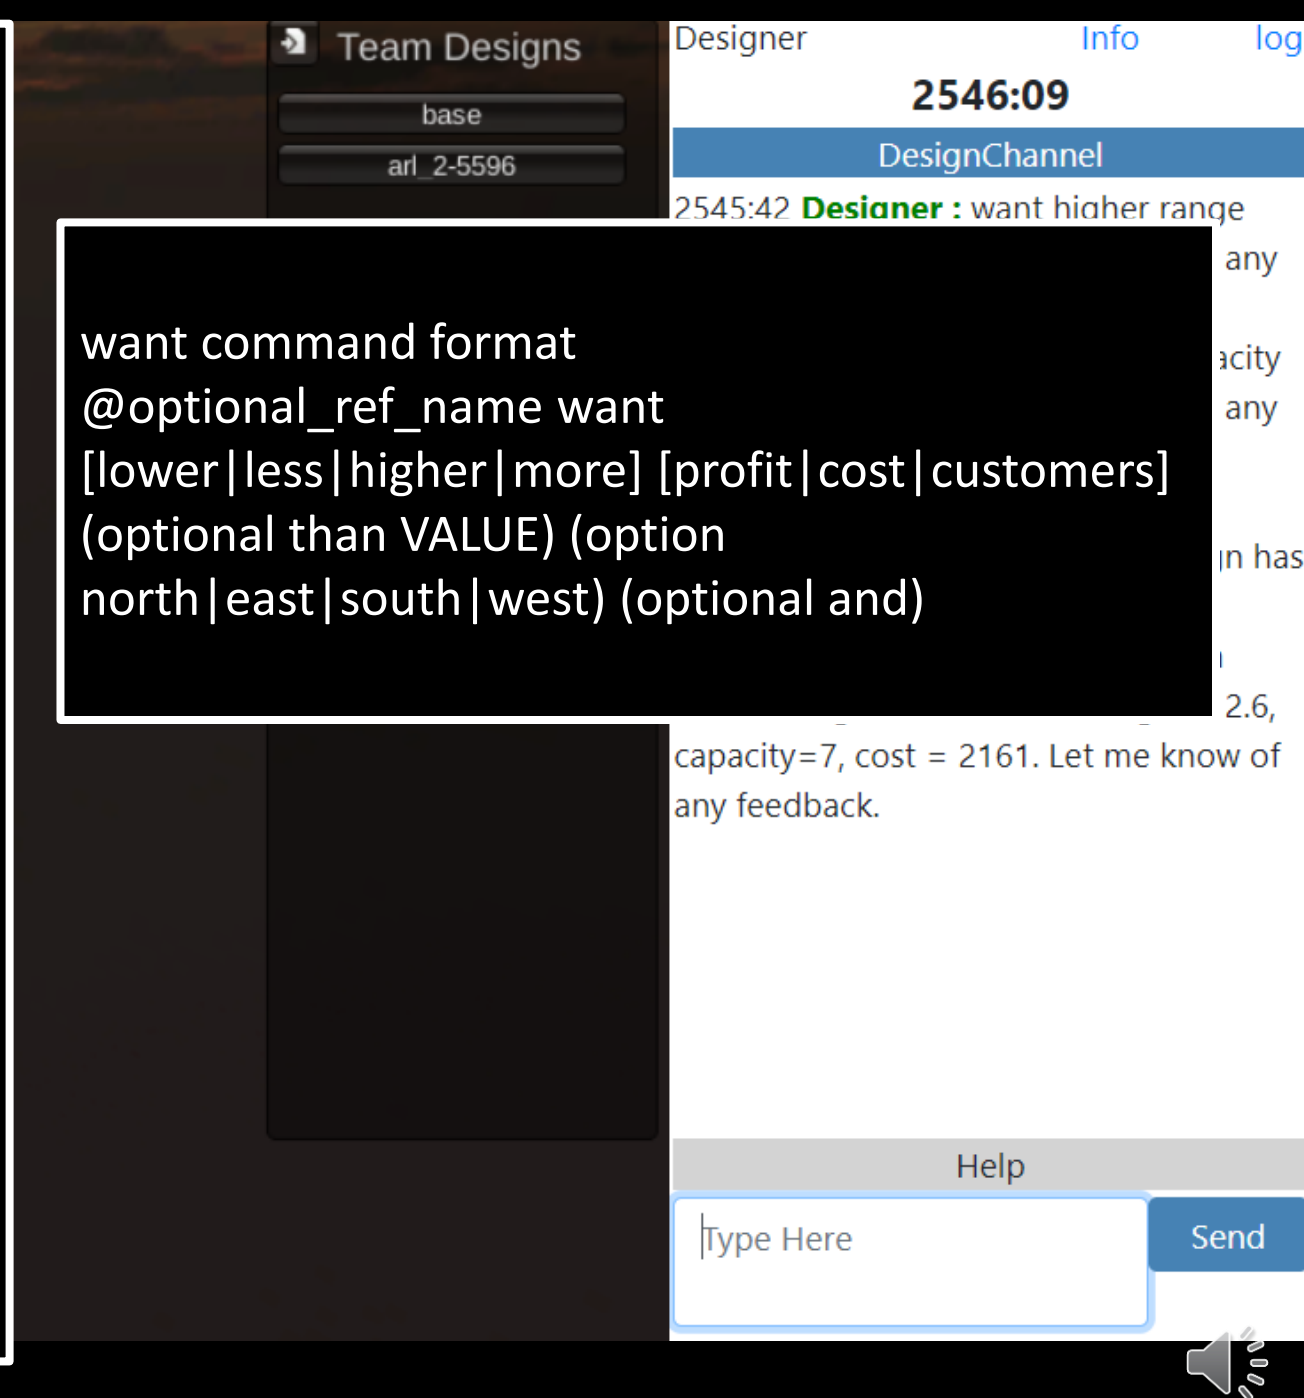 Team Designs
base
arl_2-5596
Designer Info log
2546:09
DesignChannel
2545:42 Designer : want higher range
any
any
want command format
@optional_ref_name want
[lower|less|higher|more] [profit|cost|customers]
(optional than VALUE) (option
north|east|south|west) (optional and)
has
2.6,
capacity=7, cost = 2161. Let me know of
any feedback.
Help
Type Here
Send